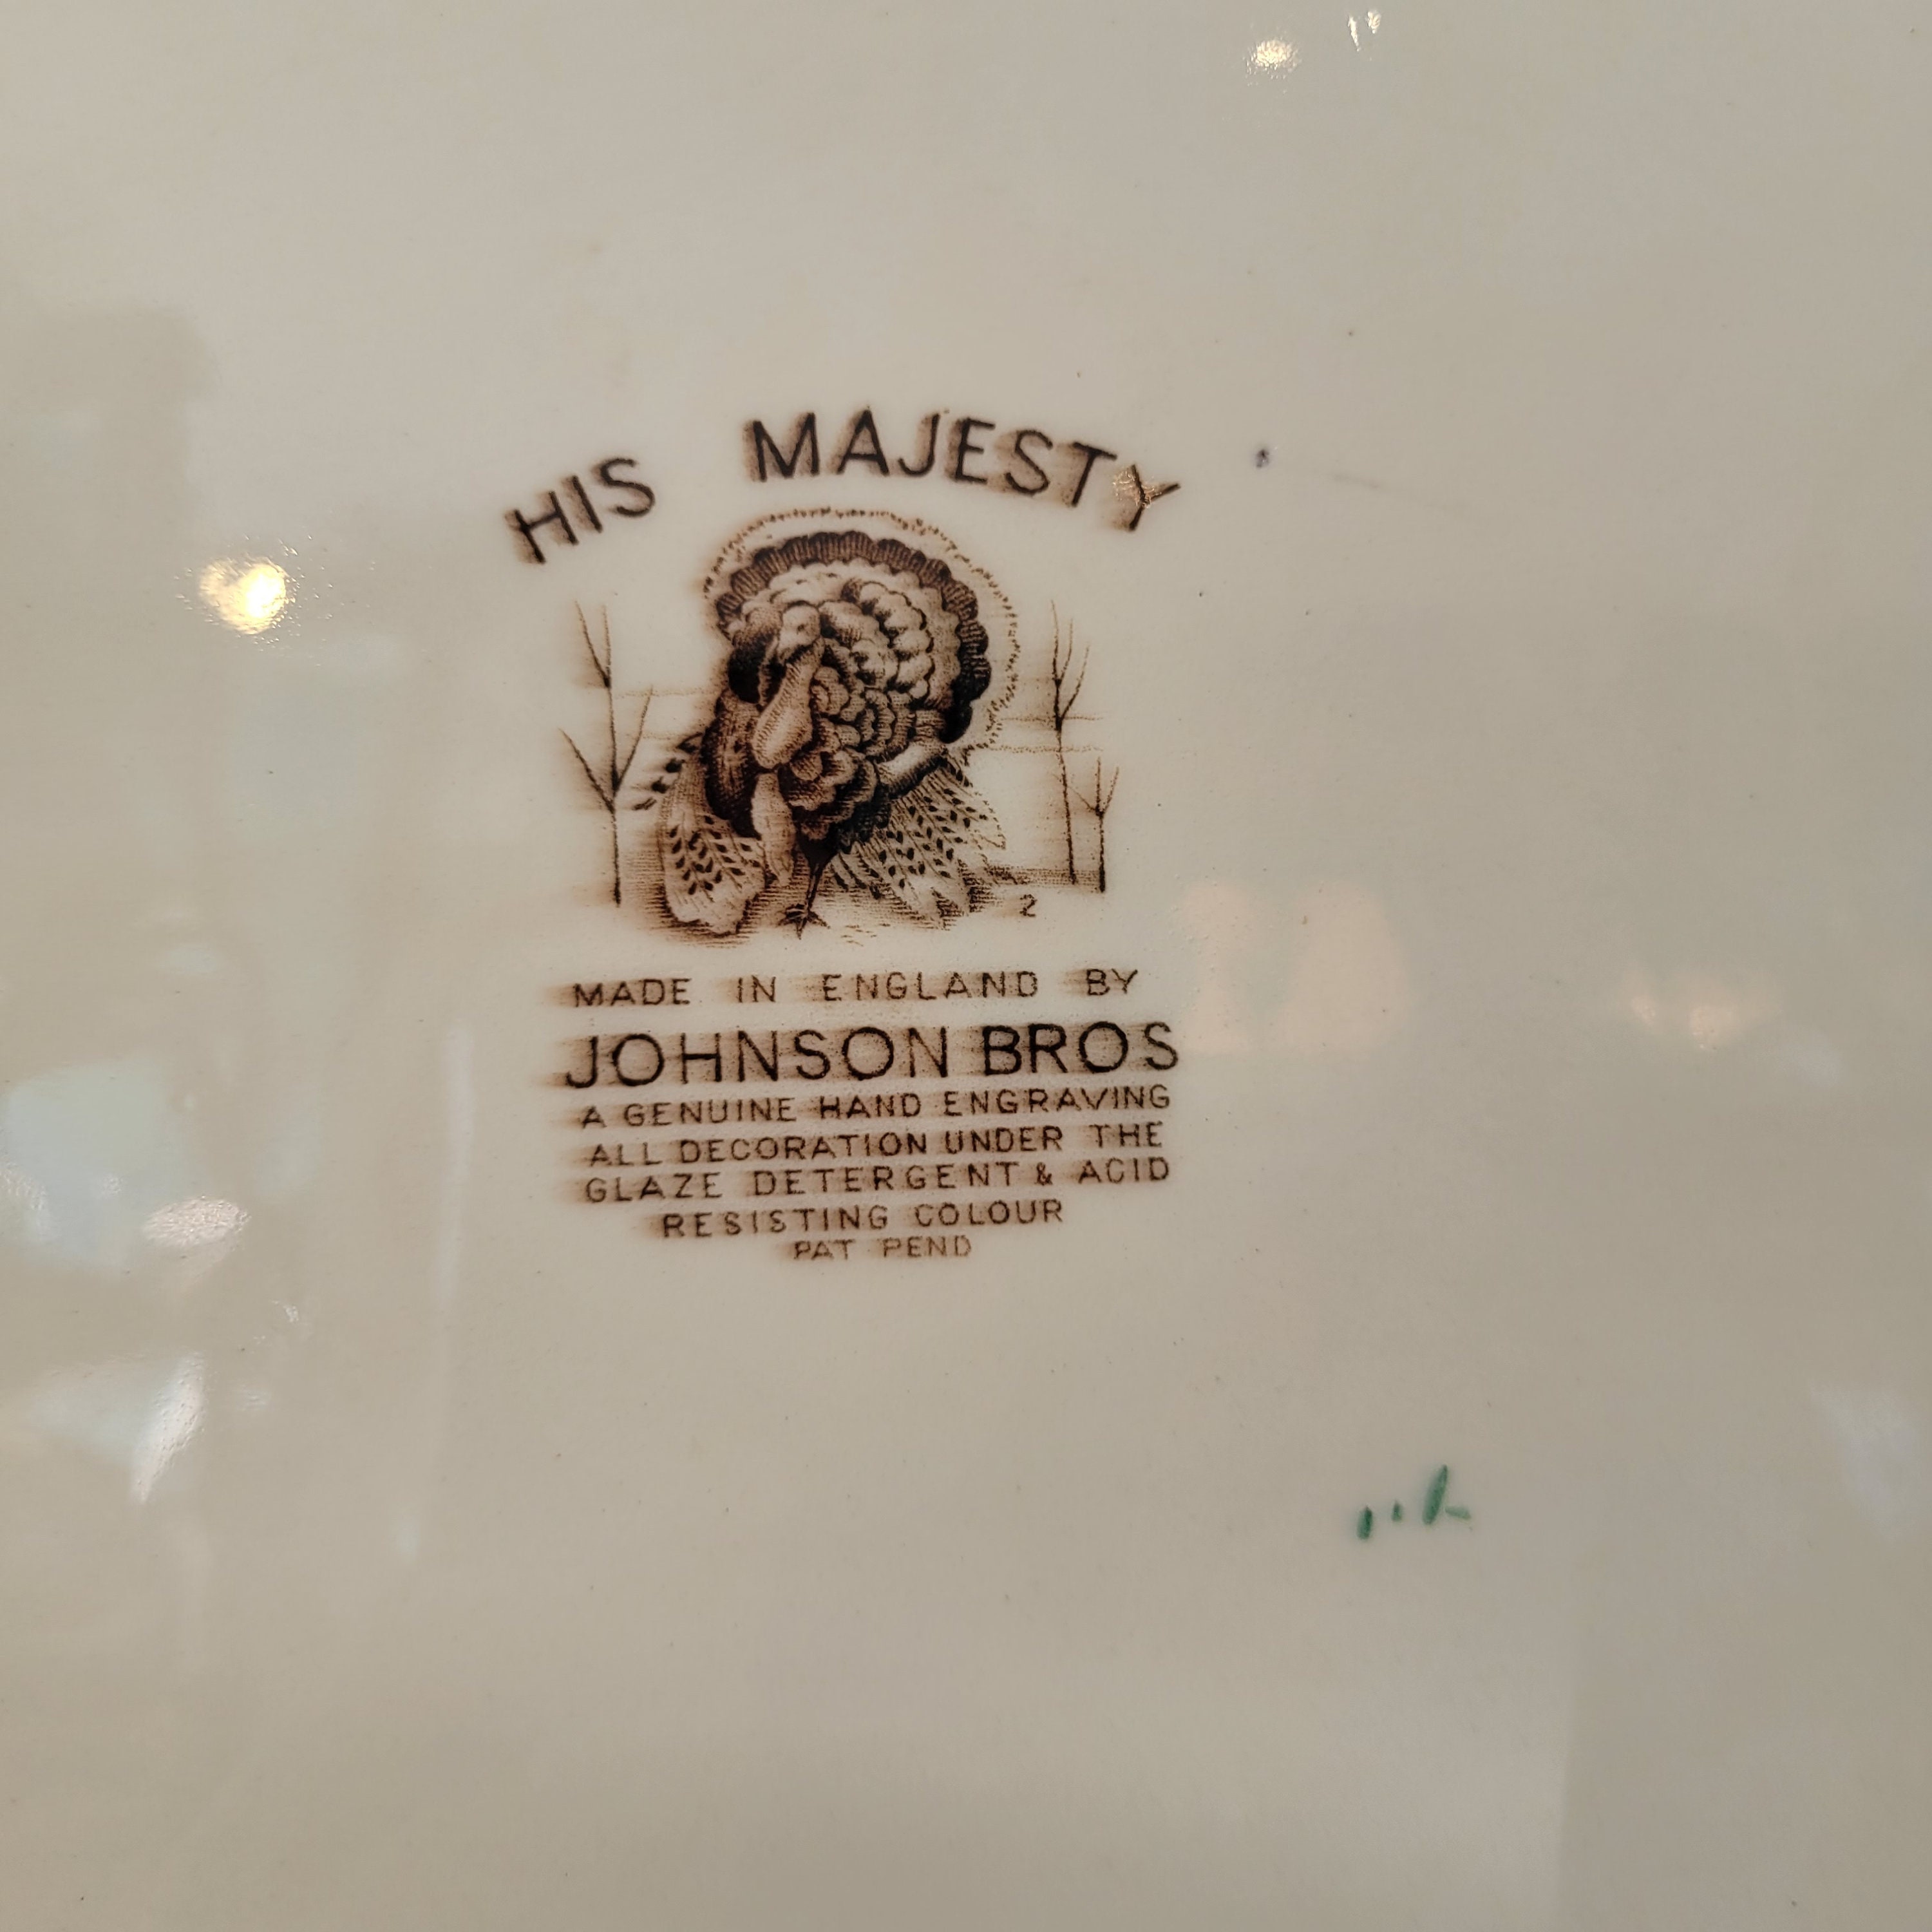 HIS MAJESTY
2
MADE IN ENGLAND BY
JOHNSON BROS
A GENUINE HAND ENGRAVING
ALL DECORATION UNDER THE
GLAZE DETERGENT & ACID
RESISTING COLOUR
PAT PEND